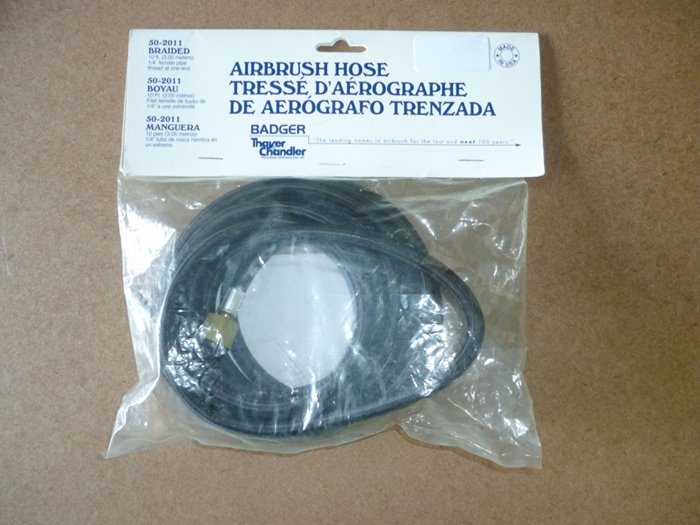 50-2011
BRAIDED
10 ft. (3.05 meters)
1/4" female pipe
thread at one end
50-2011
BOYAU
10 Pi. (3.05 mètres)
Filet femelle de tuyau de
1/4" à une extrémité
50-2011
MANGUERA
10 pies (3.05 metros)
1/4" tubo de rosca hembra en
un extremo
AIRBRUSH HOSE
TRESSÉ D'AÉROGRAPHE
DE AERÓGRAFO TRENZADA
BADGER
Thayer
Chandler
"The leading names in airbrush for the last and next 100 years."
MADE
IN USA